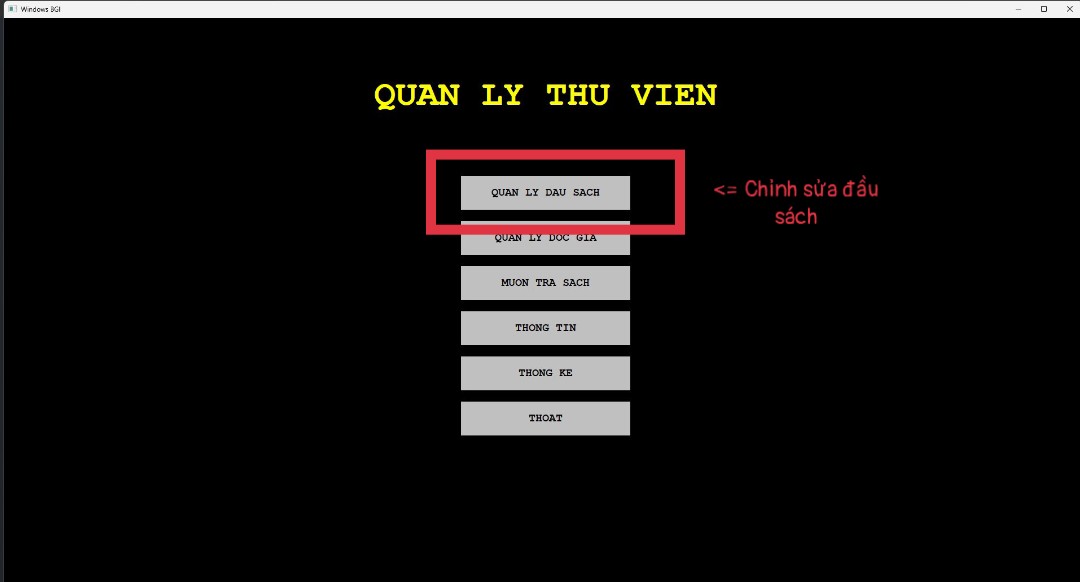 Windows BGI
QUAN LY THU VIEN
QUAN LY DAU SACH
<= Chinh sửa đầu
sách
QUAN LY DOC GIA
MUON TRA SACH
THONG TIN
THONG KE
THOAT